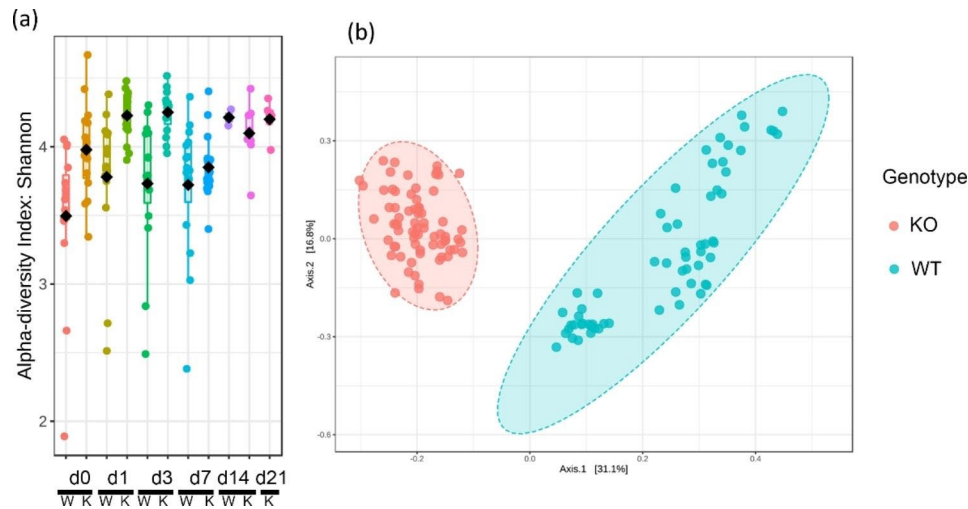 (a)
Alpha-diversity Index: Shannon
4
3
2
d0 d1 d3 d7 d14 d21
W K W K W K W K W K K
(b)
Axis.2 [16.8%]
0.3
0.0
-0.3
-0.6
-0.2 0.0 0.2 0.4
Axis.1 [31.1%]
Genotype
KO
WT